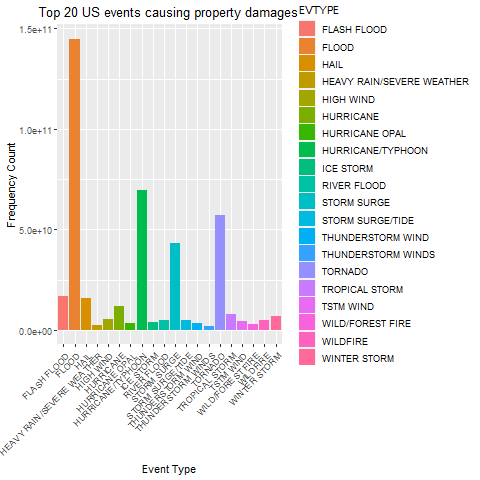 Top 20 US events causing property damages
EVTYPE
FLASH FLOOD
FLOOD
HAIL
HEAVY RAIN/SEVERE WEATHER
HIGH WIND
HURRICANE
HURRICANE OPAL
HURRICANE/TYPHOON
ICE STORM
RIVER FLOOD
STORM SURGE
STORM SURGE/TIDE
THUNDERSTORM WIND
THUNDERSTORM WINDS
TORNADO
TROPICAL STORM
TSTM WIND
WILD/FOREST FIRE
WILDFIRE
WINTER STORM
Frequency Count
1.5e+11
1.0e+11
5.0e+10
0.0e+00
FLASH FLOOD
FLOOD
HAIL
HEAVY RAIN/SEVERE WEATHER
HIGH WIND
HURRICANE
HURRICANE OPAL
HURRICANE/TYPHOON
ICE STORM
RIVER FLOOD
STORM SURGE
STORM SURGE/TIDE
THUNDERSTORM WIND
THUNDERSTORM WINDS
TORNADO
TROPICAL STORM
TSTM WIND
WILD/FOREST FIRE
WILDFIRE
WINTER STORM
Event Type